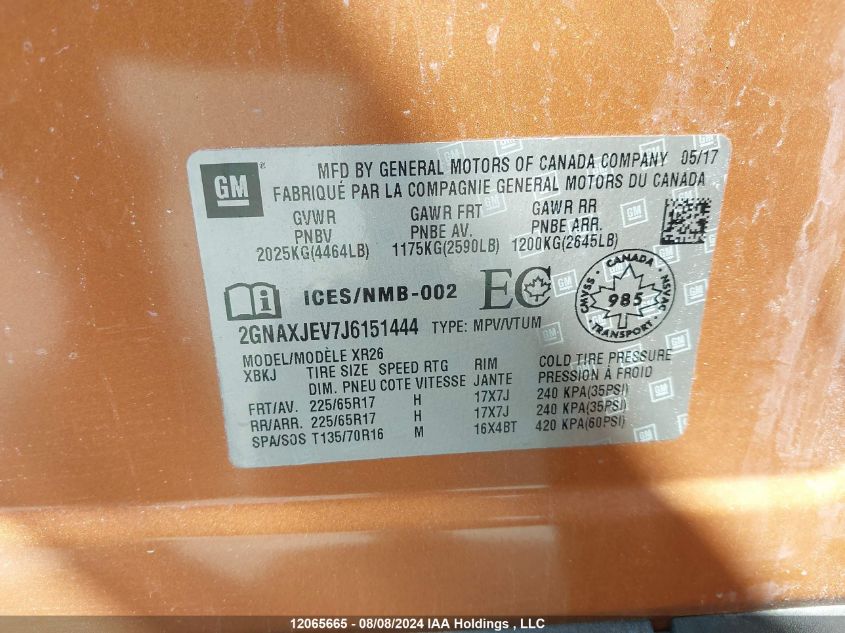 GM
MFD BY GENERAL MOTORS OF CANADA COMPANY 05/17
FABRIQUÉ PAR LA COMPAGNIE GENERAL MOTORS DU CANADA
GVWR GAWR FRT GAWR RR
PNBV PNBE AV. PNBE ARR.
2025KG(4464LB) 1175KG(2590LB) 1200KG(2645LB)
ICES/NMB-002 EC
CANADA
CMVSS 985 NSVAC
TRANSPORT
2GNAXJEV7J6151444 TYPE: MPV/VTUM
MODEL/MODÈLE XR26
XBKJ TIRE SIZE SPEED RTG RIM COLD TIRE PRESSURE
DIM. PNEU COTE VITESSE JANTE PRESSION À FROID
FRT/AV. 225/65R17 H 17X7J 240 KPA(35PSI)
RR/ARR. 225/65R17 H 17X7J 240 KPA(35PSI)
SPA/SOS T135/70R16 M 16X4BT 420 KPA(60PSI)
12065665 - 08/08/2024 IAA Holdings , LLC